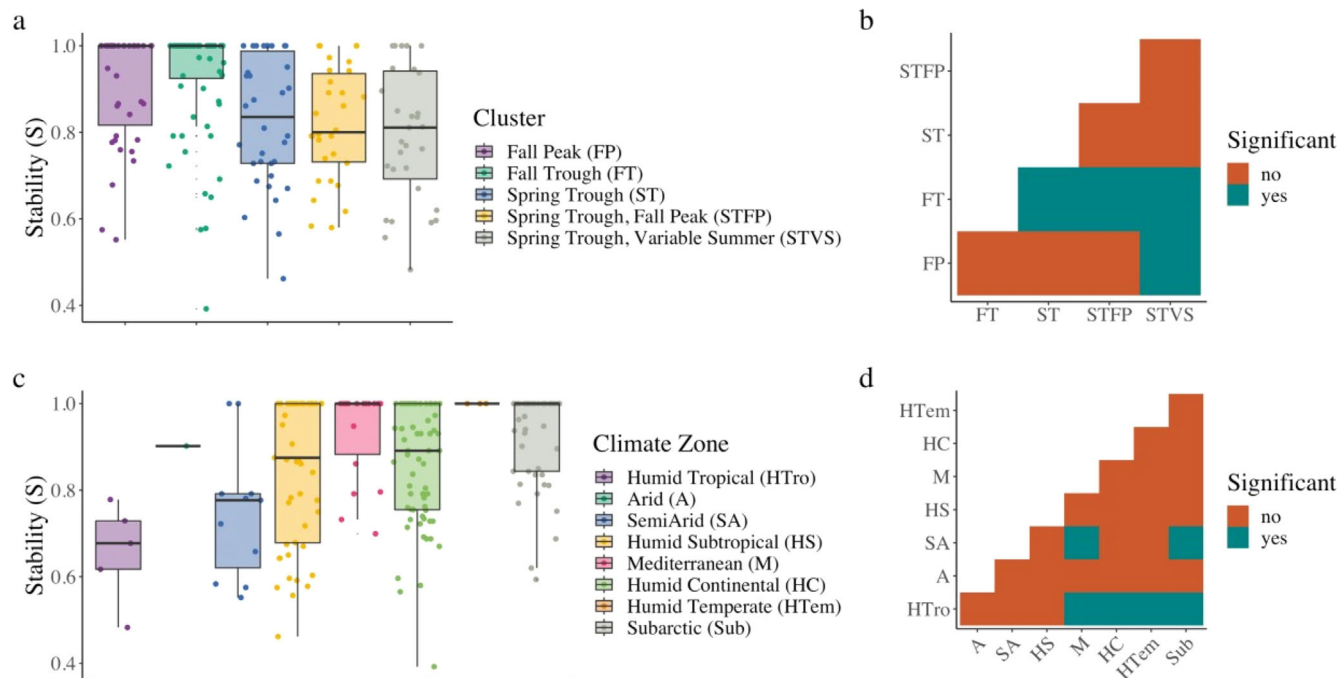 a
1.0
0.8
0.6
0.4
Stability (S)
Cluster
Fall Peak (FP)
Fall Trough (FT)
Spring Trough (ST)
Spring Trough, Fall Peak (STFP)
Spring Trough, Variable Summer (STVS)
b
STFP
ST
FT
FP
FT ST STFP STVS
Significant
no
yes
c
1.0
0.8
0.6
0.4
Stability (S)
Climate Zone
Humid Tropical (HTro)
Arid (A)
SemiArid (SA)
Humid Subtropical (HS)
Mediterranean (M)
Humid Continental (HC)
Humid Temperate (HTem)
Subarctic (Sub)
d
HTem
HC
M
HS
SA
A
HTro
A SA HS M HC HTem Sub
Significant
no
yes